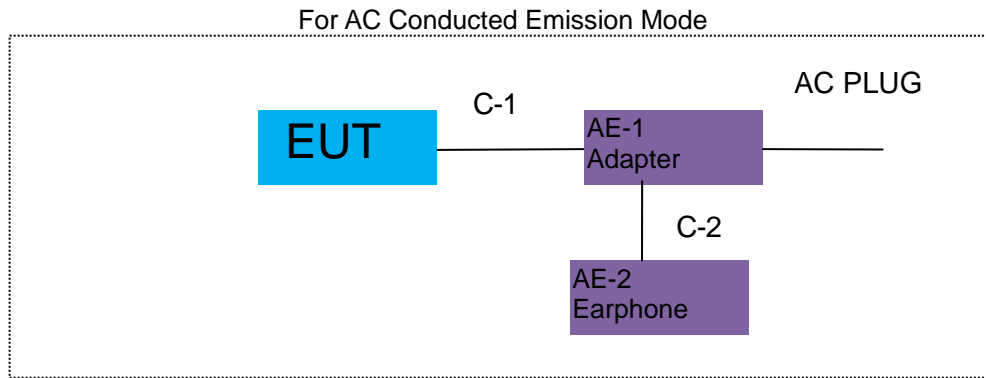 For AC Conducted Emission Mode
AC PLUG
C-1
EUT
AE-1
Adapter
C-2
AE-2
Earphone